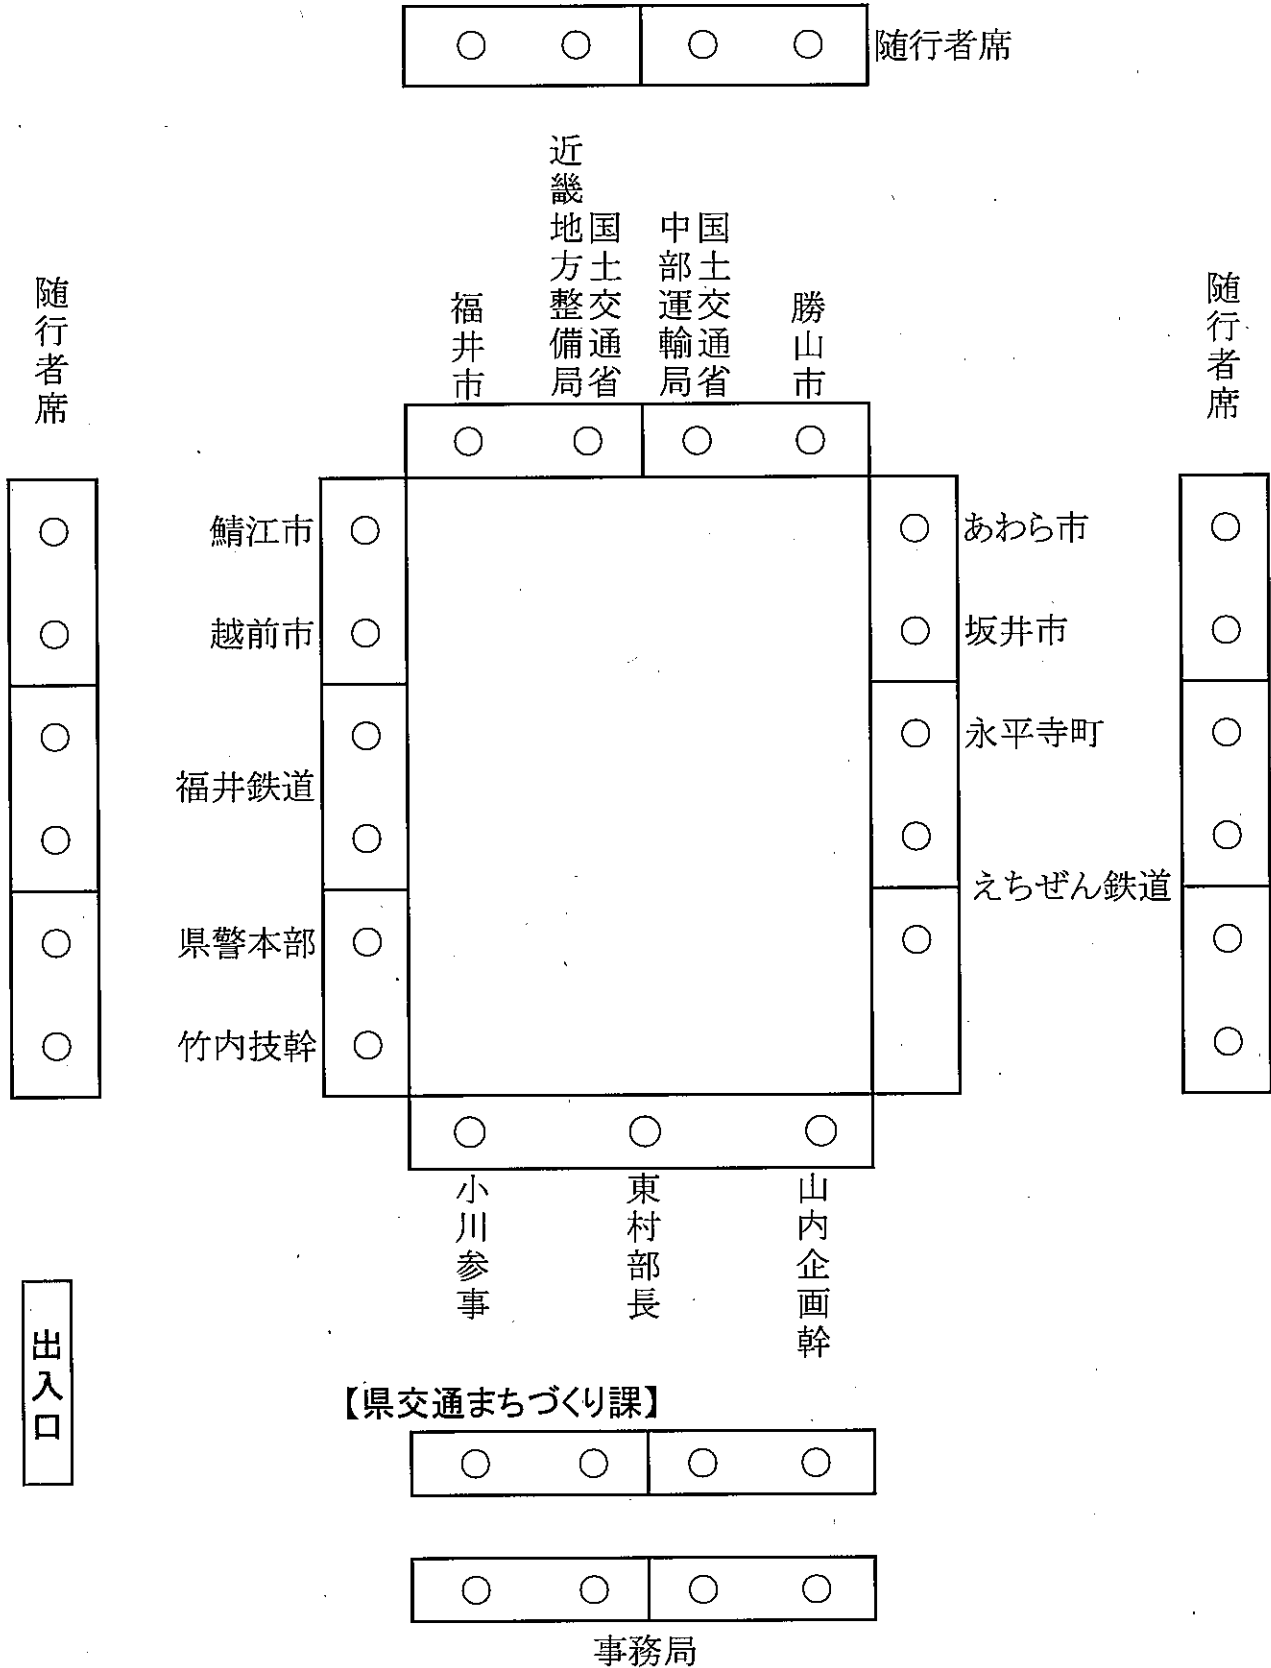 随行者席
国土交通省
近畿地方整備局
国土交通省
中部運輸局
福井市
勝山市
随行者席
随行者席
鯖江市
あわら市
越前市
坂井市
永平寺町
福井鉄道
えちぜん鉄道
県警本部
竹内技幹
小川参事
東村部長
山内企画幹
出入口
【県交通まちづくり課】
事務局